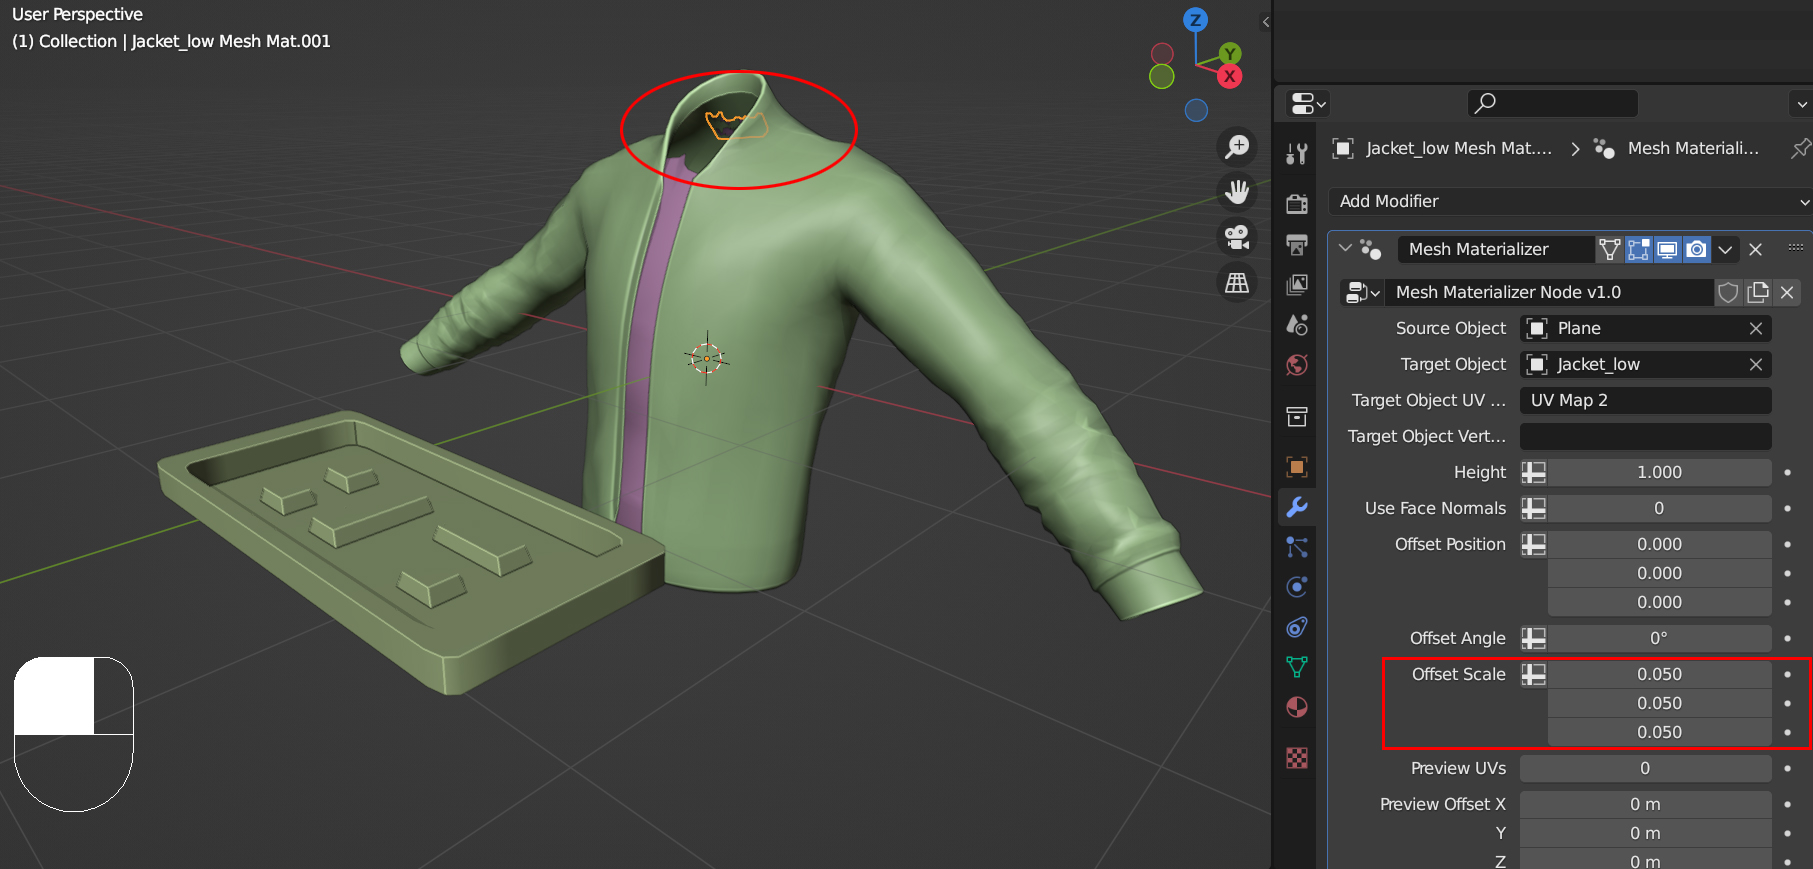 User Perspective
(1) Collection | Jacket_low Mesh Mat.001
Z
Y
X
Jacket_low Mesh Mat.... > Mesh Materiali...
Add Modifier
Mesh Materializer
Mesh Materializer Node v1.0
Source Object Plane
Target Object Jacket_low
Target Object UV ... UV Map 2
Target Object Vert...
Height 1.000
Use Face Normals 0
Offset Position 0.000
0.000
0.000
Offset Angle 0°
Offset Scale 0.050
0.050
0.050
Preview UVs 0
Preview Offset X 0 m
Y 0 m
Z 0 m